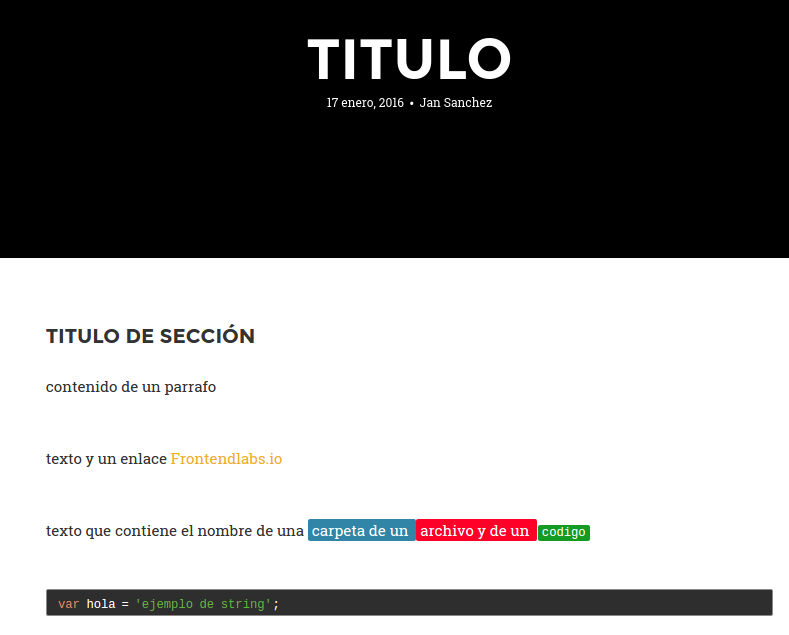 TITULO
17 enero, 2016 • Jan Sanchez
TITULO DE SECCIÓN
contenido de un parrafo
texto y un enlace Frontendlabs.io
texto que contiene el nombre de una carpeta de un archivo y de un codigo
var hola = 'ejemplo de string';